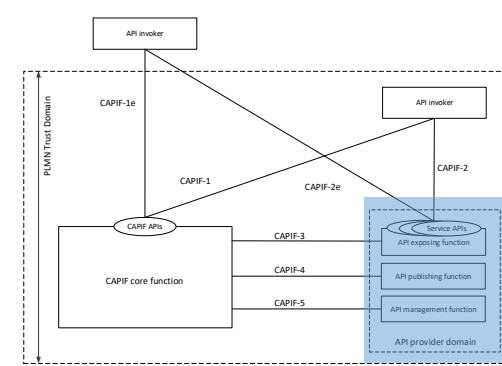 API invoker
PLMN Trust Domain
CAPIF-1e
API invoker
CAPIF-1
CAPIF-2e
CAPIF-2
CAPIF APIs
Service APIs
CAPIF-3
API exposing function
CAPIF core function
CAPIF-4
API publishing function
CAPIF-5
API management function
API provider domain